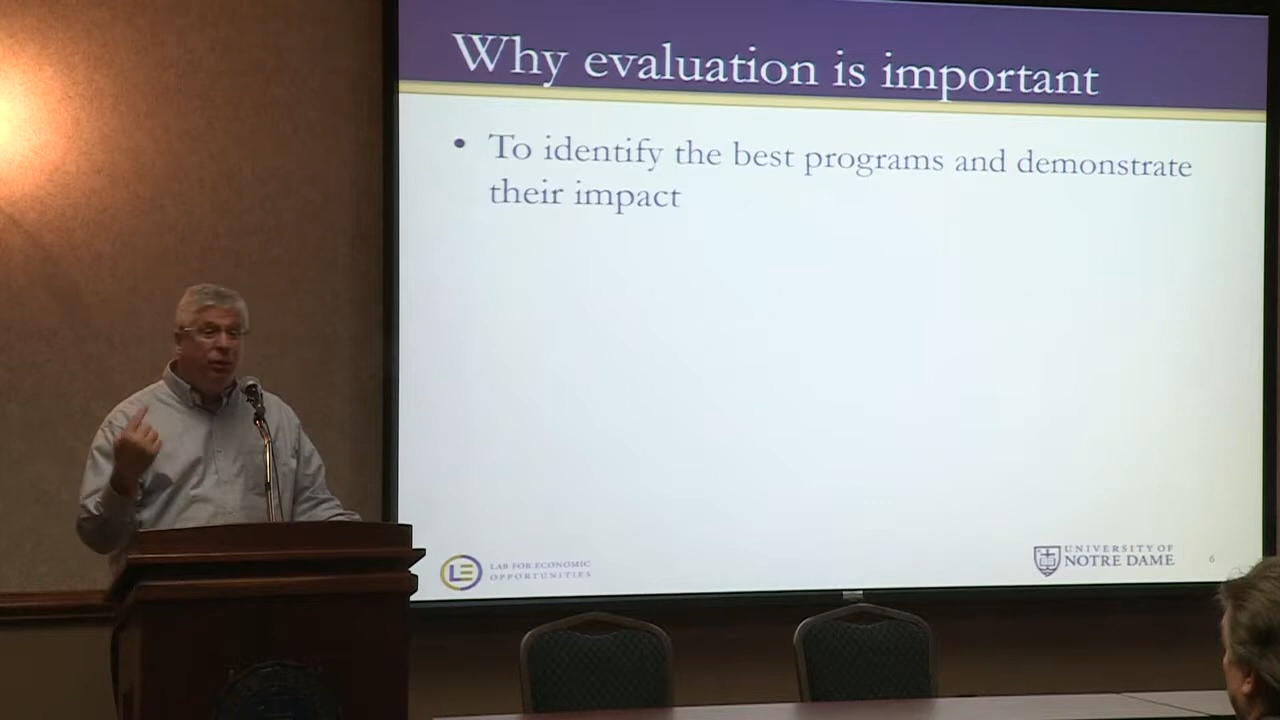 Why evaluation is important
• To identify the best programs and demonstrate
their impact
LE
LAB FOR ECONOMIC
OPPORTUNITIES
UNIVERSITY OF
NOTRE DAME
6